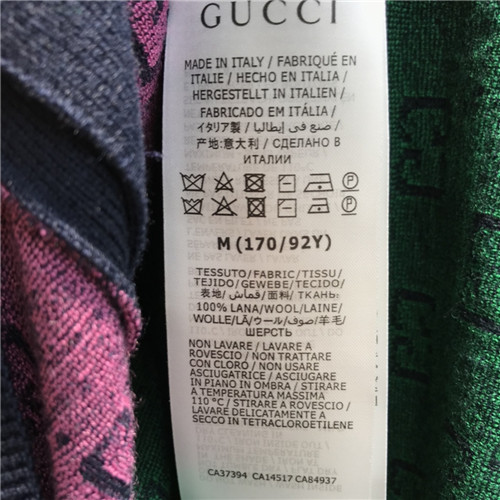 GUCCI
MADE IN ITALY / FABRIQUÉ EN
ITALIE / HECHO EN ITALIA /
HERGESTELLT IN ITALIEN /
FABRICADO EM ITÁLIA /
イタリア製 / صنع في إيطاليا /
产地:意大利 / СДЕЛАНО В
ИТАЛИИ
M (170/92Y)
TESSUTO/FABRIC/TISSU/
TEJIDO/GEWEBE/TECIDO/
表地/قماش/面料/ ТКАНЬ
100% LANA/WOOL/LAINE/
WOLLE/LÃ/ウール/صوف/羊毛/
ШЕРСТЬ
NON LAVARE / LAVARE A
ROVESCIO / NON TRATTARE
CON CLORO / NON USARE
ASCIUGATRICE / ASCIUGARE
IN PIANO IN OMBRA / STIRARE
A TEMPERATURA MASSIMA
110°C / STIRARE A ROVESCIO /
LAVARE DELICATAMENTE A
SECCO IN TETRACLOROETILENE
CA37394 CA14517 CA84937